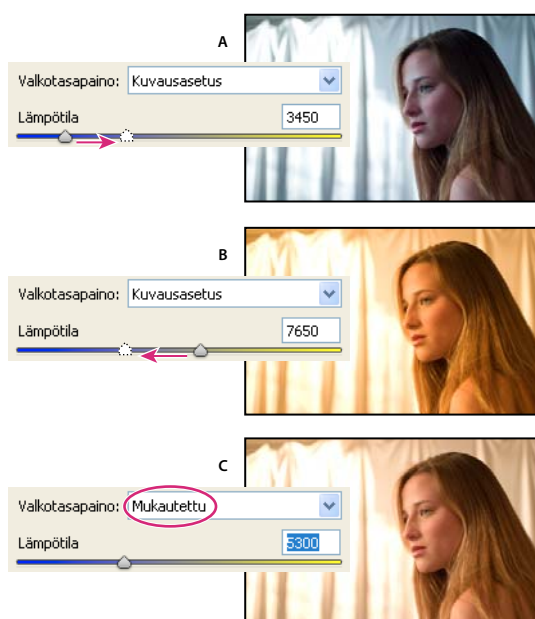 A
Valkotasapaino: Kuvausasetus
Lämpötila 3450
B
Valkotasapaino: Kuvausasetus
Lämpötila 7650
C
Valkotasapaino: Mukautettu
Lämpötila 5300